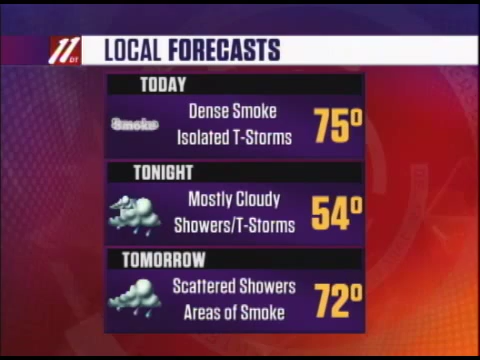 11 DT LOCAL FORECASTS
TODAY
Smoke
Dense Smoke
Isolated T-Storms
75°
TONIGHT
Mostly Cloudy
Showers/T-Storms
54°
TOMORROW
Scattered Showers
Areas of Smoke
72°